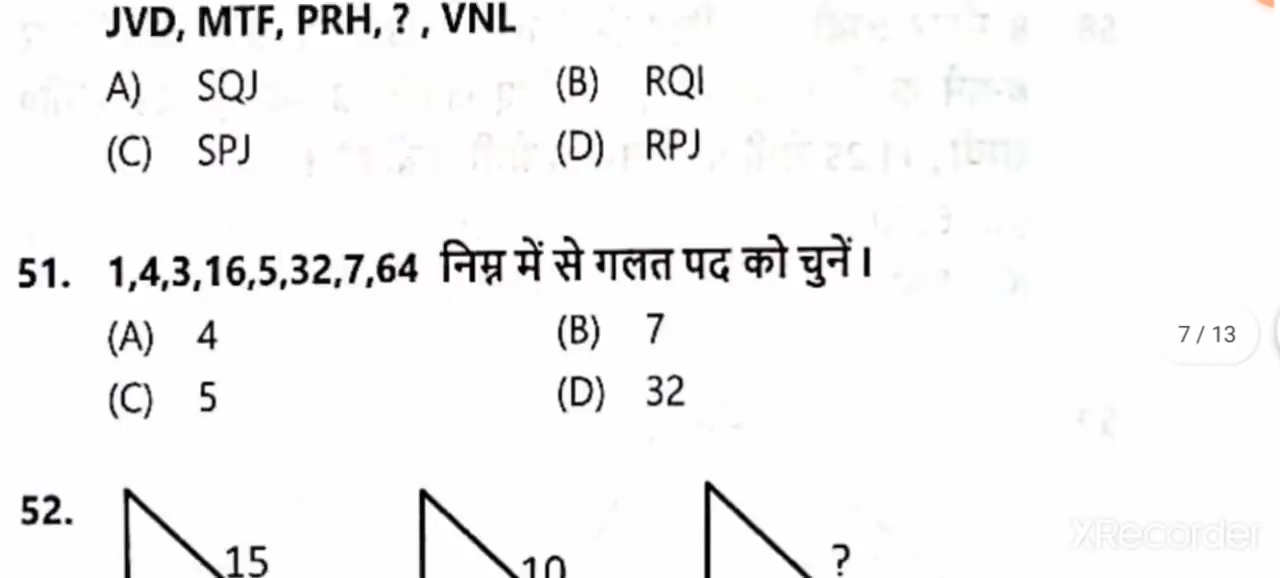 JVD, MTF, PRH, ? , VNL
A) SQJ (B) RQI
(C) SPJ (D) RPJ
51. 1,4,3,16,5,32,7,64 निम्न में से गलत पद को चुनें।
(A) 4 (B) 7
7 / 13
(C) 5 (D) 32
52.
15 10 ?
XRecorder